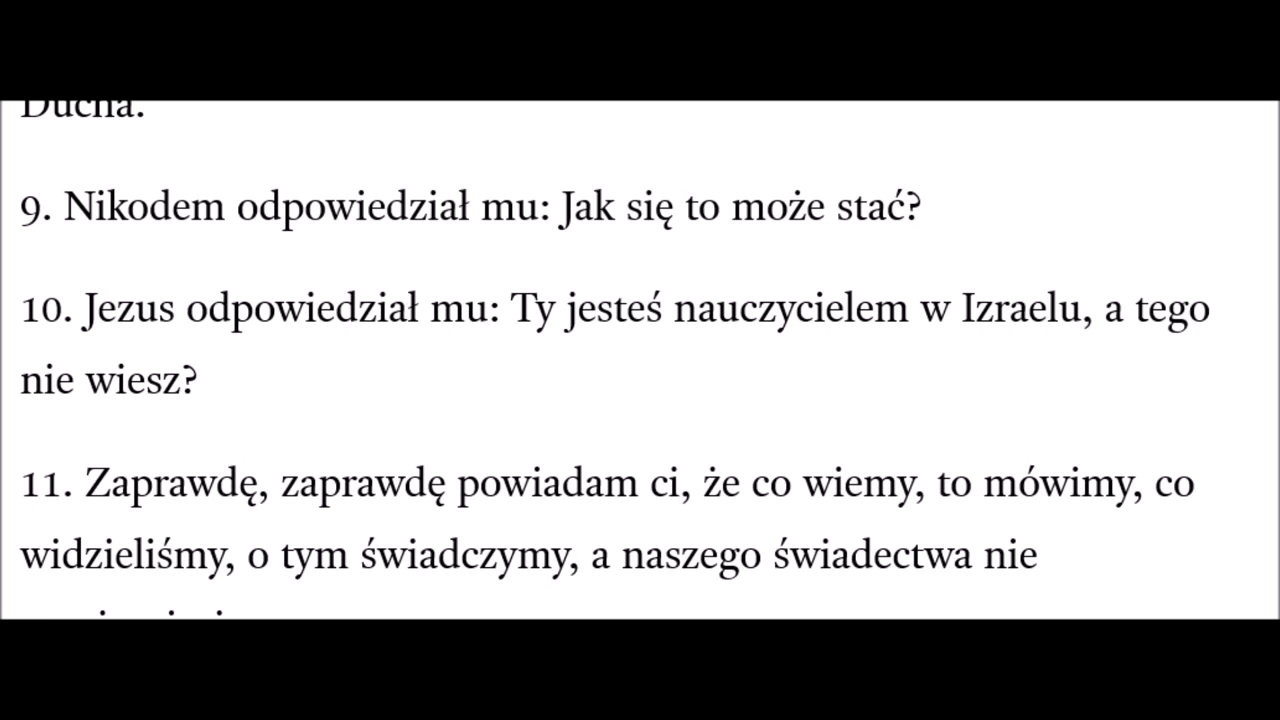 Ducha.
9. Nikodem odpowiedział mu: Jak się to może stać?
10. Jezus odpowiedział mu: Ty jesteś nauczycielem w Izraelu, a tego
nie wiesz?
11. Zaprawdę, zaprawdę powiadam ci, że co wiemy, to mówimy, co
widzieliśmy, o tym świadczymy, a naszego świadectwa nie